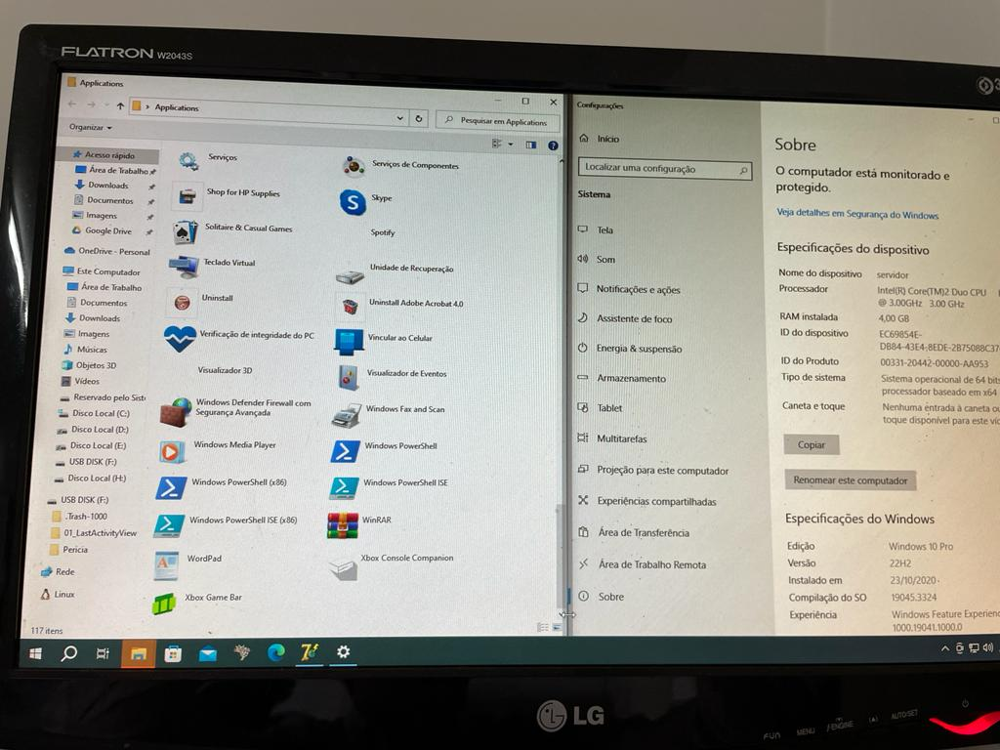 FLATRON W2043S
Applications
Applications
Pesquisar em Applications
Organizar
Acesso rápido
Área de Trabalho
Downloads
Documentos
Imagens
Google Drive
OneDrive - Personal
Este Computador
Área de Trabalho
Documentos
Downloads
Imagens
Músicas
Objetos 3D
Vídeos
Reservado pelo Siste
Disco Local (C:)
Disco Local (D:)
Disco Local (E:)
USB DISK (F:)
Disco Local (H:)
USB DISK (F:)
.Trash-1000
01_LastActivityView
Pericia
Rede
Linux
117 itens
Serviços
Serviços de Componentes
Shop for HP Supplies
Skype
Solitaire & Casual Games
Spotify
Teclado Virtual
Unidade de Recuperação
Uninstall
Uninstall Adobe Acrobat 4.0
Verificação de integridade do PC
Vincular ao Celular
Visualizador 3D
Visualizador de Eventos
Windows Defender Firewall com
Segurança Avançada
Windows Fax and Scan
Windows Media Player
Windows PowerShell
Windows PowerShell (x86)
Windows PowerShell ISE
Windows PowerShell ISE (x86)
WinRAR
WordPad
Xbox Console Companion
Xbox Game Bar
Configurações
Início
Localizar uma configuração
Sistema
Tela
Som
Notificações e ações
Assistente de foco
Energia & suspensão
Armazenamento
Tablet
Multitarefas
Projeção para este computador
Experiências compartilhadas
Área de Transferência
Área de Trabalho Remota
Sobre
Sobre
O computador está monitorado e
protegido.
Veja detalhes em Segurança do Windows
Especificações do dispositivo
Nome do dispositivo servidor
Processador Intel(R) Core(TM)2 Duo CPU
@ 3.00GHz 3.00 GHz
RAM instalada 4,00 GB
ID do dispositivo EC69854E-
DB84-43E4-8EDE-2B75088C37
ID do Produto 00331-20442-00000-AA953
Tipo de sistema Sistema operacional de 64 bits
processador baseado em x64
Caneta e toque Nenhuma entrada à caneta ou
toque disponível para este víd
Copiar
Renomear este computador
Especificações do Windows
Edição Windows 10 Pro
Versão 22H2
Instalado em 23/10/2020
Compilação do SO 19045.3324
Experiência Windows Feature Experienc
1000.19041.1000.0
LG
FUN MENU f-ENGINE AUTO/SET